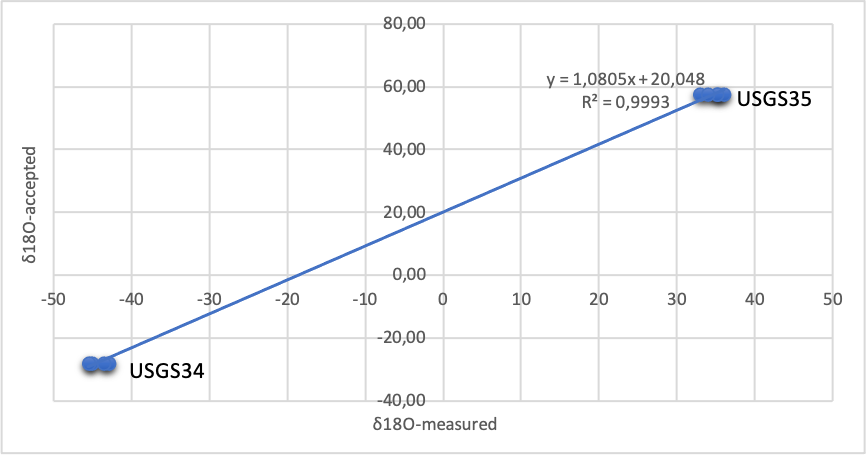 80,00
y = 1,0805x + 20,048
60,00
USGS35
R² = 0,9993
40,00
δ18O-accepted
20,00
0,00
-50 -40 -30 -20 -10 0 10 20 30 40 50
-20,00
USGS34
-40,00
δ18O-measured